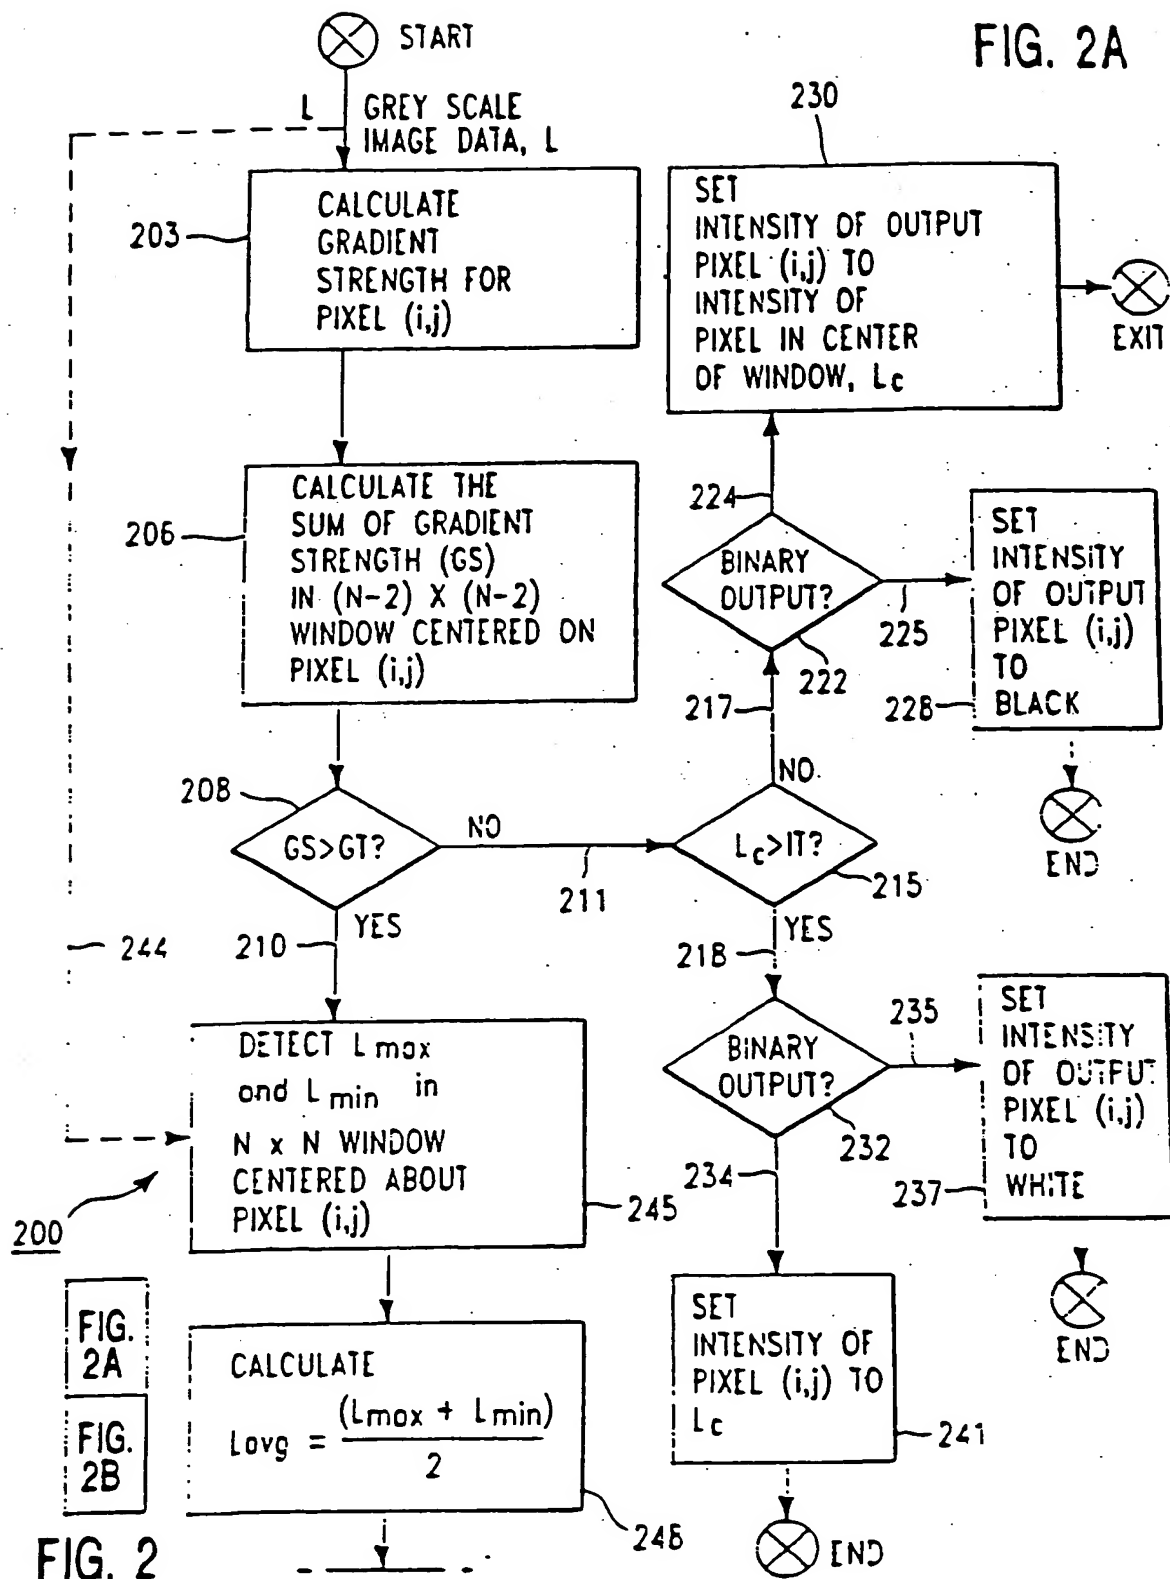 START
FIG. 2A
L
GREY SCALE
IMAGE DATA, L
230
203
CALCULATE
GRADIENT
STRENGTH FOR
PIXEL (i,j)
SET
INTENSITY OF OUTPUT
PIXEL (i,j) TO
INTENSITY OF
PIXEL IN CENTER
OF WINDOW, Lc
EXIT
206
CALCULATE THE
SUM OF GRADIENT
STRENGTH (GS)
IN (N-2) X (N-2)
WINDOW CENTERED ON
PIXEL (i,j)
224
BINARY
OUTPUT?
225
222
217
SET
INTENSITY
OF OUTPUT
PIXEL (i,j)
TO
BLACK
228
END
208
GS>GT?
NO
211
NO
Lc>IT?
215
YES
210
YES
218
244
DETECT Lmax
and Lmin in
N x N WINDOW
CENTERED ABOUT
PIXEL (i,j)
245
200
BINARY
OUTPUT?
235
232
234
SET
INTENSITY
OF OUTPUT
PIXEL (i,j)
TO
WHITE
237
END
FIG.
2A
FIG.
2B
FIG. 2
CALCULATE
Lavg = (Lmax + Lmin)
2
246
SET
INTENSITY OF
PIXEL (i,j) TO
Lc
241
END